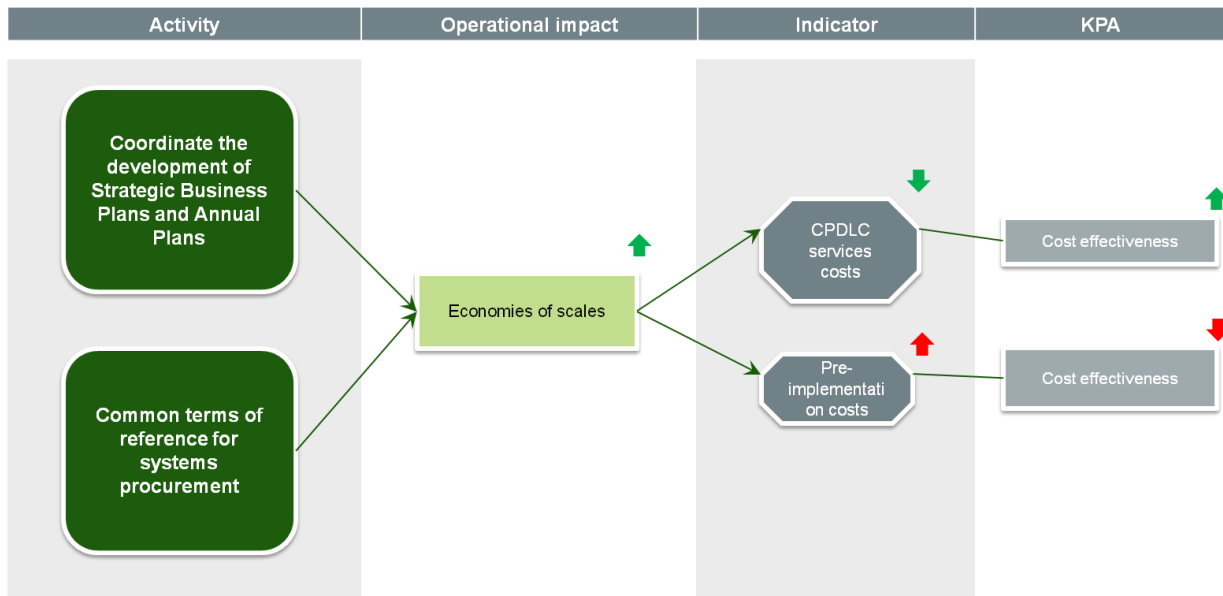 Activity
Operational impact
Indicator
KPA
Coordinate the
development of
Strategic Business
Plans and Annual
Plans
Common terms of
reference for
systems
procurement
Economies of scales
CPDLC
services
costs
Pre-
implementati
on costs
Cost effectiveness
Cost effectiveness